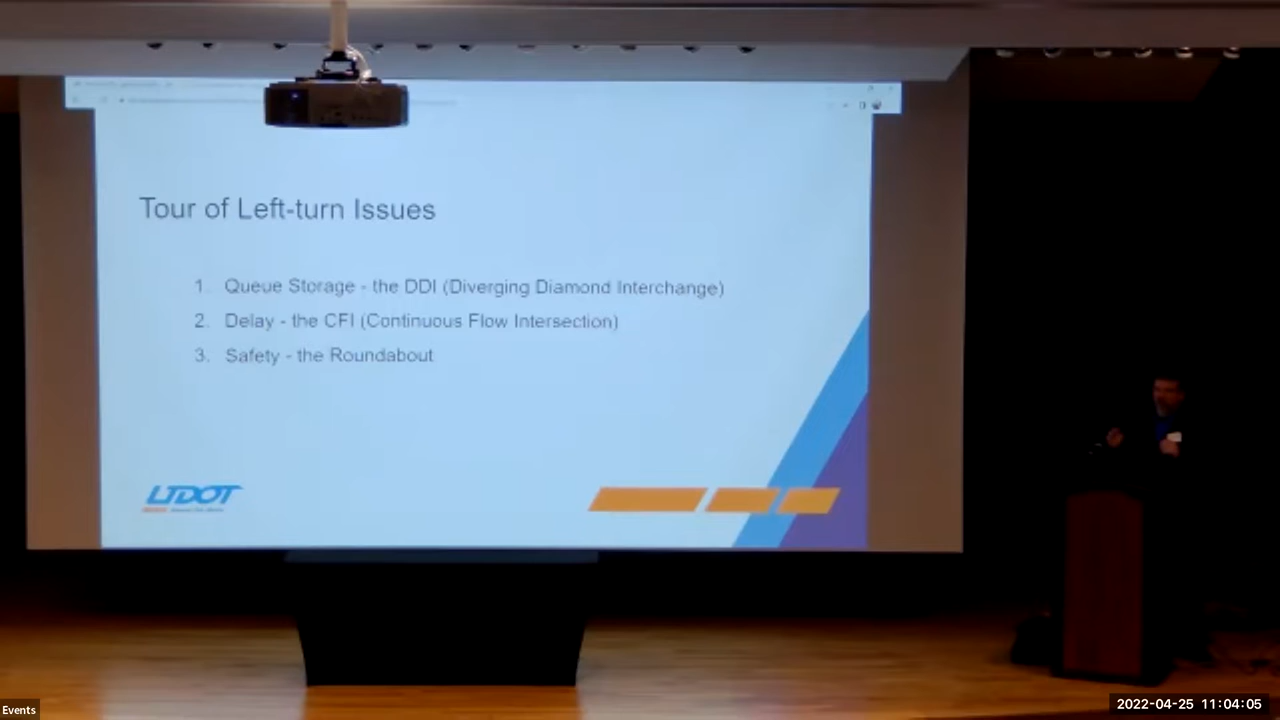 Tour of Left-turn Issues
1. Queue Storage - the DDI (Diverging Diamond Interchange)
2. Delay - the CFI (Continuous Flow Intersection)
3. Safety - the Roundabout
LTDOT
Events
2022-04-25 11:04:05